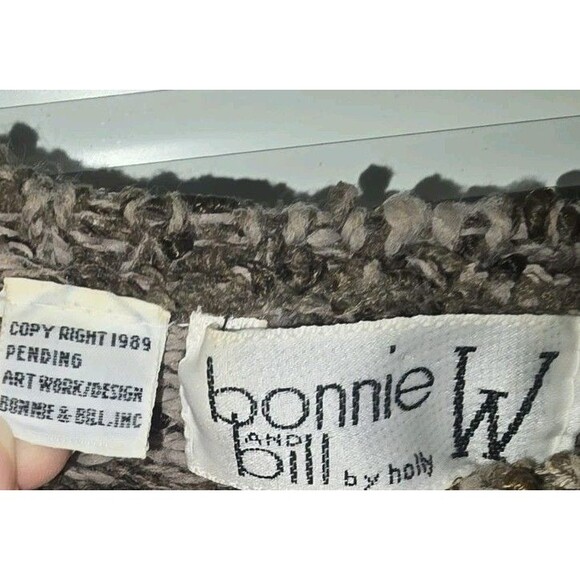 COPY RIGHT 1989
PENDING
ART WORK/DESIGN
BONNIE & BILL.INC
bonnie
AND
bill
by holly
W